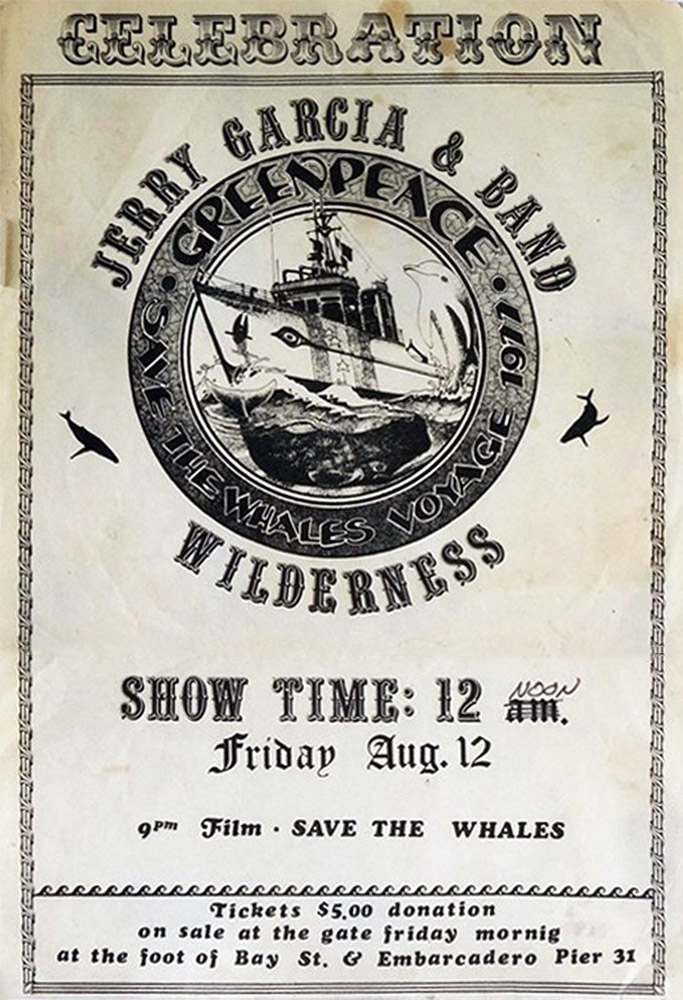 CELEBRATION
JERRY GARCIA & BAND
GREENPEACE
SAVE THE WHALES VOYAGE 1977
WILDERNESS
SHOW TIME: 12 am.
NOON
Friday Aug. 12
9pm Film · SAVE THE WHALES
Tickets $5.00 donation
on sale at the gate friday mornig
at the foot of Bay St. & Embarcadero Pier 31